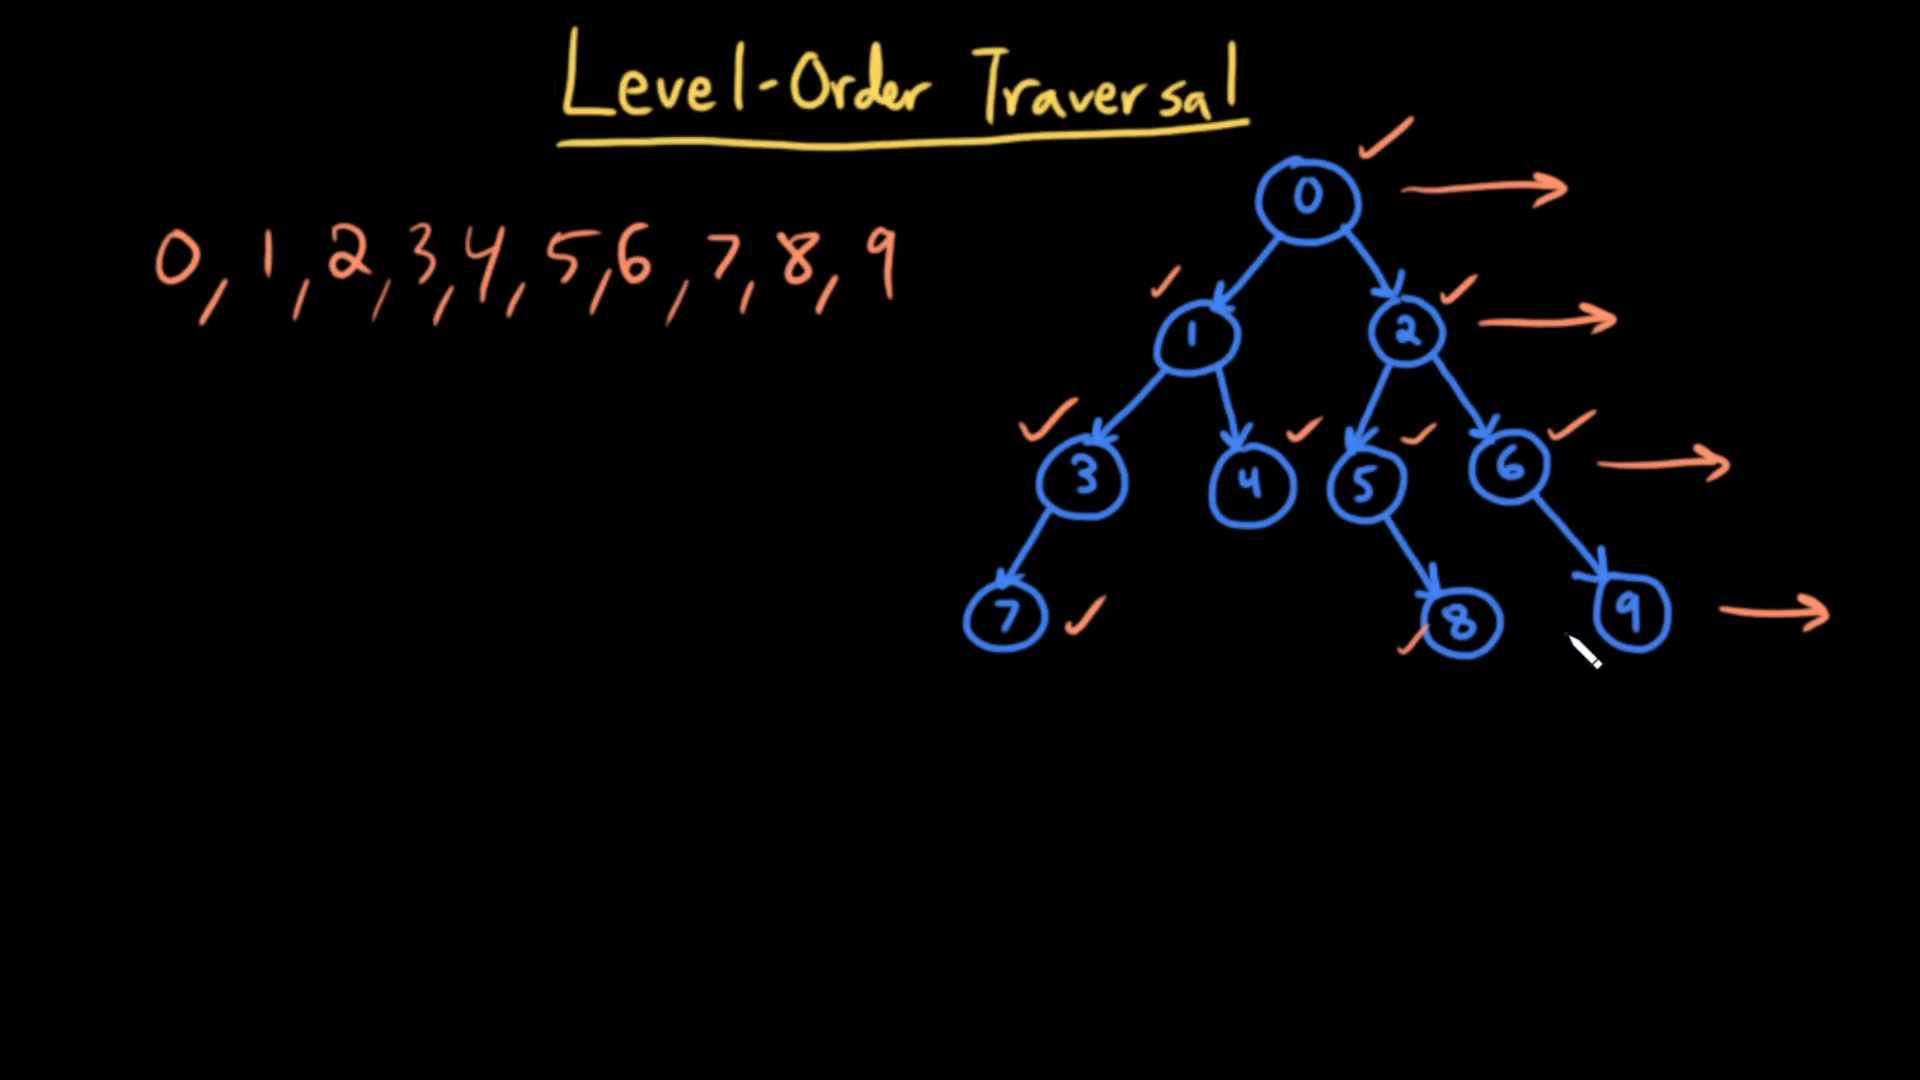 Level-Order Traversal
0, 1, 2, 3, 4, 5, 6, 7, 8, 9
0
1 2
3 4 5 6
7 8 9